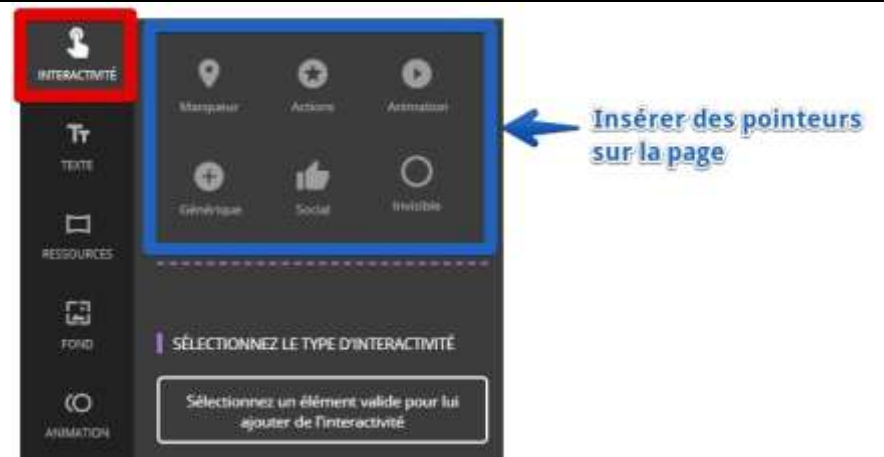 INTERACTIVITÉ
Marqueur
Actions
Animation
Générique
Social
Invisible
TEXTE
RESSOURCES
FOND
ANIMATION
SÉLECTIONNEZ LE TYPE D'INTERACTIVITÉ
Sélectionnez un élément valide pour lui
ajouter de l'interactivité
Insérer des pointeurs
sur la page